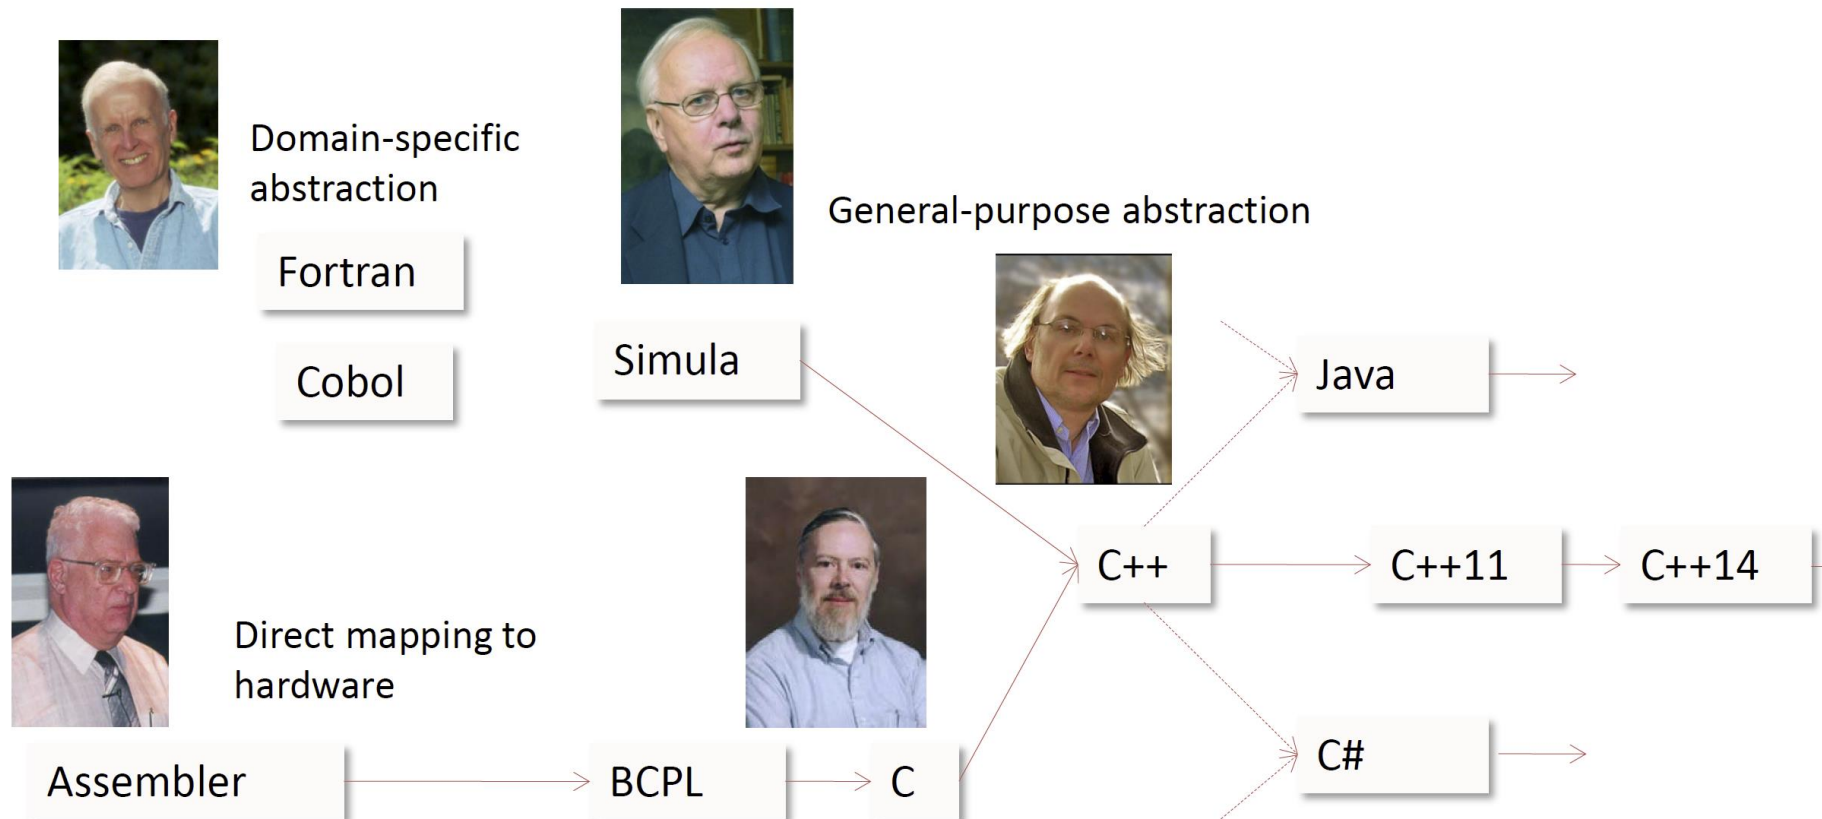 Domain-specific
abstraction
General-purpose abstraction
Fortran
Cobol
Simula
Java
C++
C++11
C++14
Direct mapping to
hardware
Assembler
BCPL
C
C#